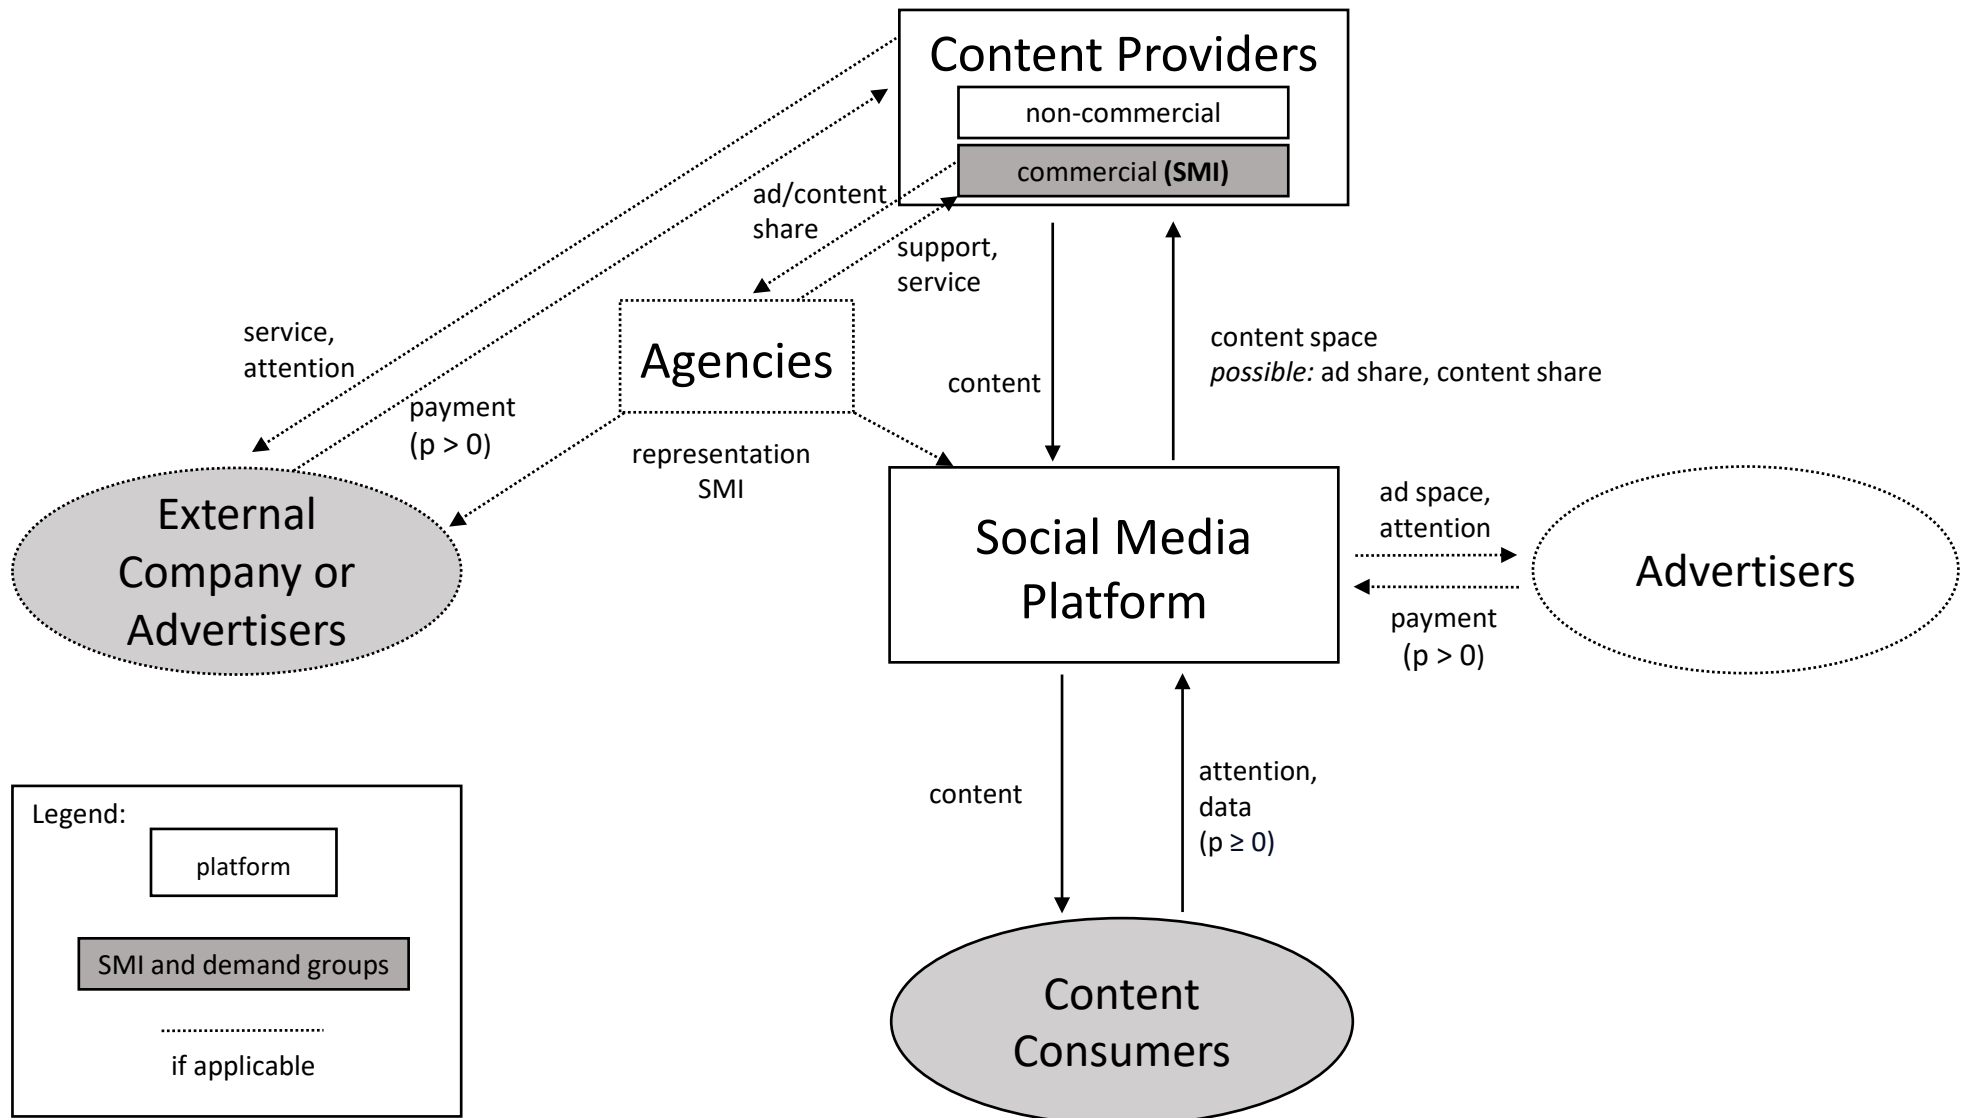 Content Providers
non-commercial
commercial (SMI)
ad/content
share
support,
service
service,
attention
Agencies
content space
possible: ad share, content share
content
payment
(p > 0)
representation
SMI
External
Company or
Advertisers
Social Media
Platform
ad space,
attention
Advertisers
payment
(p > 0)
content
attention,
data
(p ≥ 0)
Legend:
platform
SMI and demand groups
if applicable
Content
Consumers